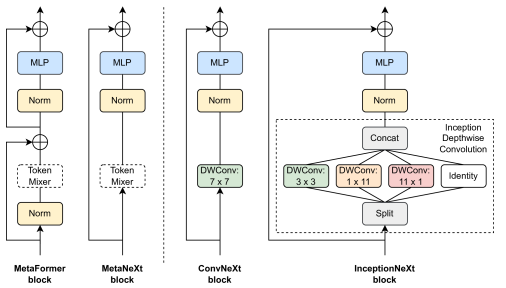 MLP
Norm
Token
Mixer
Norm
MetaFormer
block
MLP
Norm
Token
Mixer
MetaNeXt
block
MLP
Norm
DWConv:
7 x 7
ConvNeXt
block
MLP
Norm
Inception
Depthwise
Convolution
Concat
DWConv:
3 x 3
DWConv:
1 x 11
DWConv:
11 x 1
Identity
Split
InceptionNeXt
block